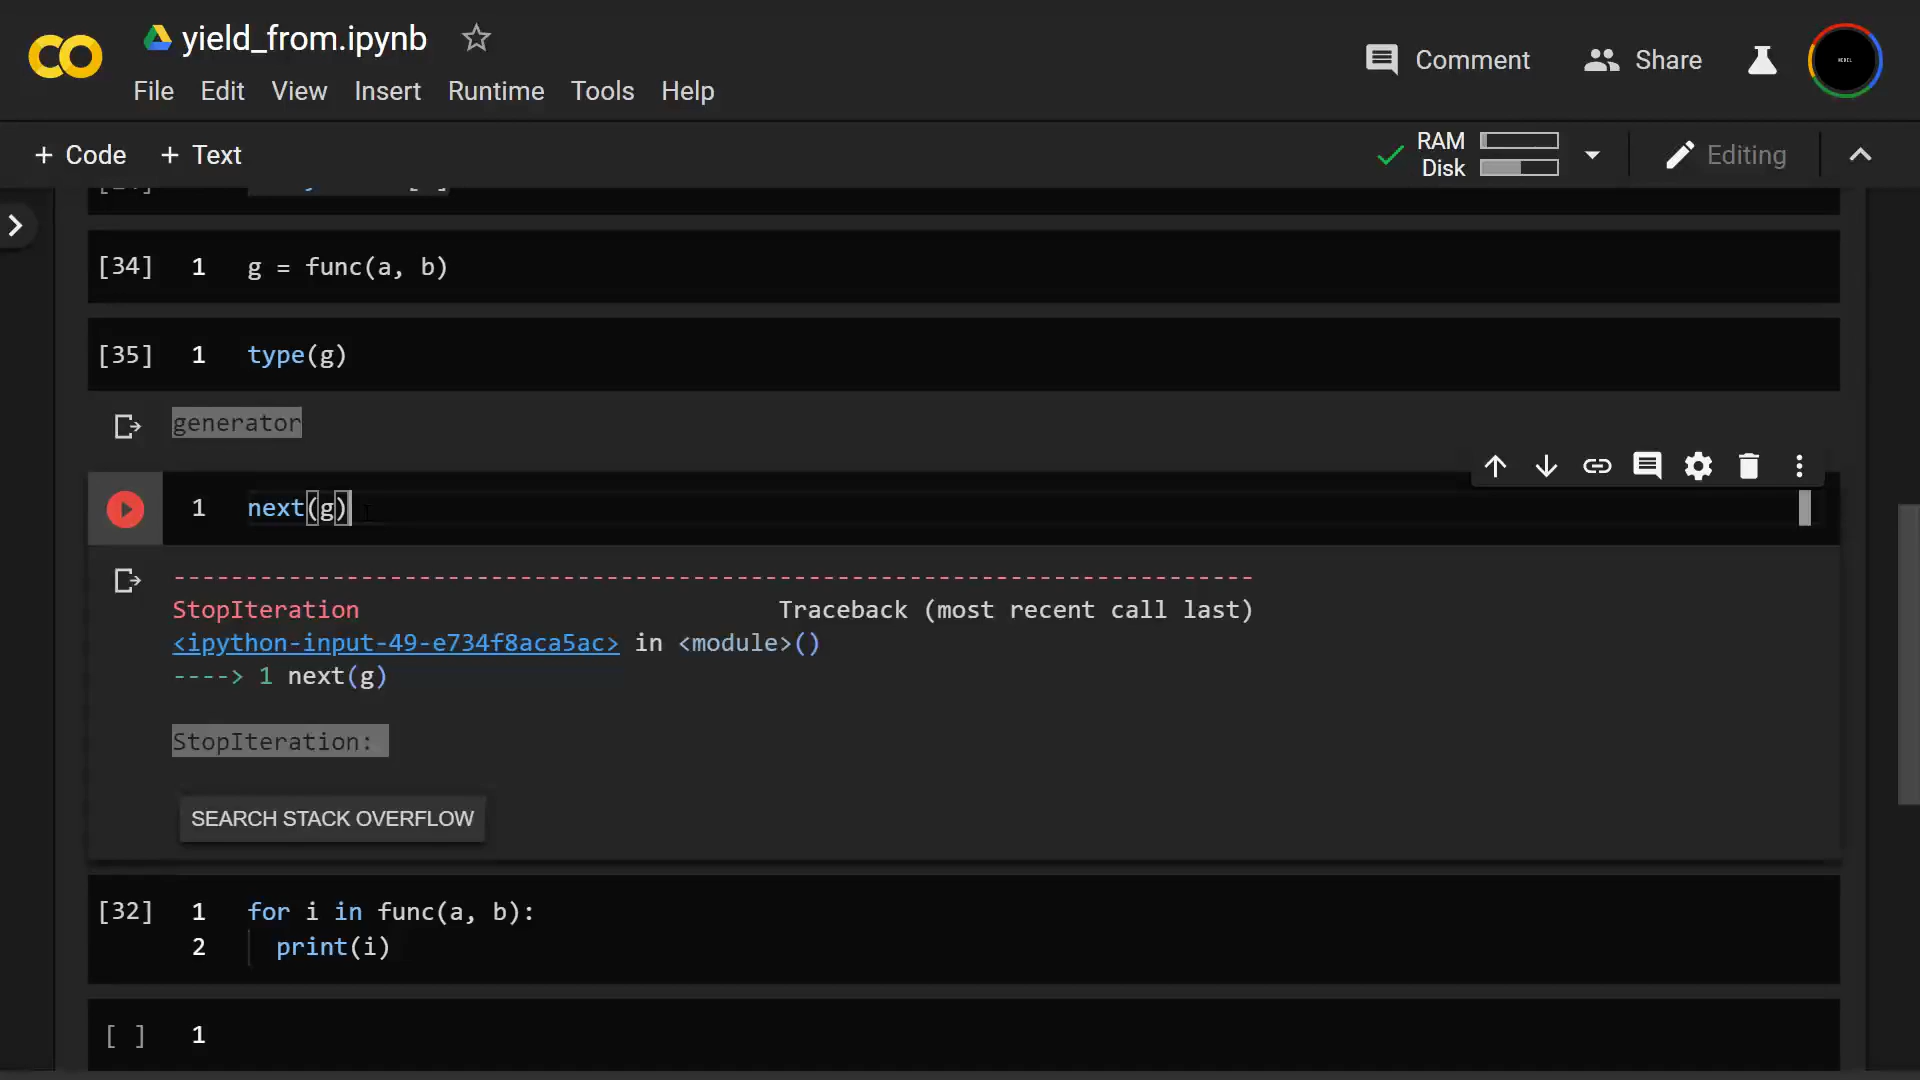 yield_from.ipynb
Comment
Share
File Edit View Insert Runtime Tools Help
+ Code + Text
RAM
Disk
Editing
[34] 1 g = func(a, b)
[35] 1 type(g)
generator
1 next(g)
---------------------------------------------------------------------------
StopIteration Traceback (most recent call last)
<ipython-input-49-e734f8aca5ac> in <module>()
----> 1 next(g)
StopIteration:
SEARCH STACK OVERFLOW
[32] 1 for i in func(a, b):
2 print(i)
[ ] 1